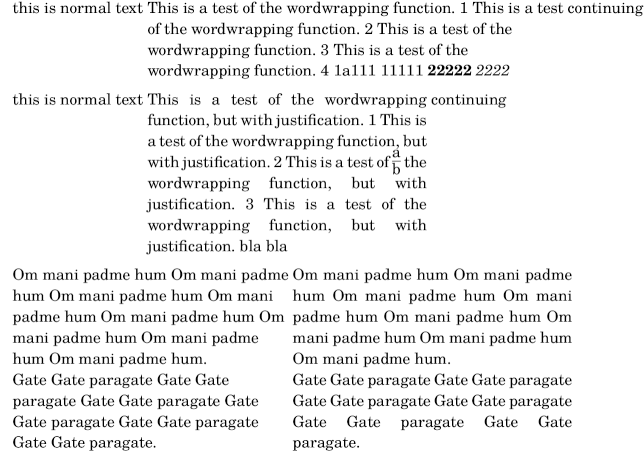 this is normal text This is a test of the wordwrapping function. 1 This is a test continuing
of the wordwrapping function. 2 This is a test of the
wordwrapping function. 3 This is a test of the
wordwrapping function. 4 1a111 11111 22222 2222
this is normal text This is a test of the wordwrapping continuing
function, but with justification. 1 This is
a test of the wordwrapping function, but
with justification. 2 This is a test of a/b the
wordwrapping function, but with
justification. 3 This is a test of the
wordwrapping function, but with
justification. bla bla
Om mani padme hum Om mani padme
hum Om mani padme hum Om mani
padme hum Om mani padme hum Om
mani padme hum Om mani padme
hum Om mani padme hum.
Gate Gate paragate Gate Gate
paragate Gate Gate paragate Gate
Gate paragate Gate Gate paragate
Gate Gate paragate.
Om mani padme hum Om mani padme
hum Om mani padme hum Om mani
padme hum Om mani padme hum Om
mani padme hum Om mani padme hum
Om mani padme hum.
Gate Gate paragate Gate Gate paragate
Gate Gate paragate Gate Gate paragate
Gate Gate paragate Gate Gate
paragate.